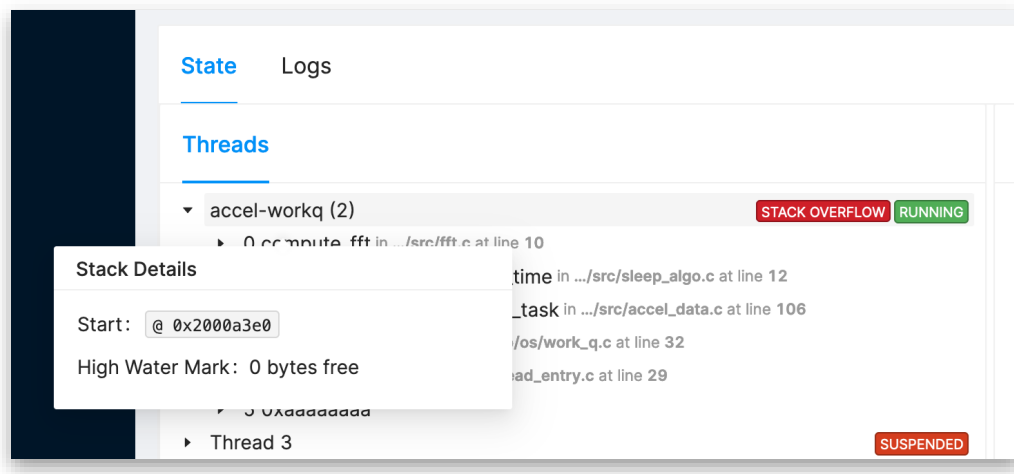 State Logs
Threads
accel-workq (2) STACK OVERFLOW RUNNING
0 compute_fft in .../src/fft.c at line 10
Stack Details
time in .../src/sleep_algo.c at line 12
Start: @ 0x2000a3e0
_task in .../src/accel_data.c at line 106
/os/work_q.c at line 32
High Water Mark: 0 bytes free
ead_entry.c at line 29
5 0xaaaaaaaa
Thread 3 SUSPENDED